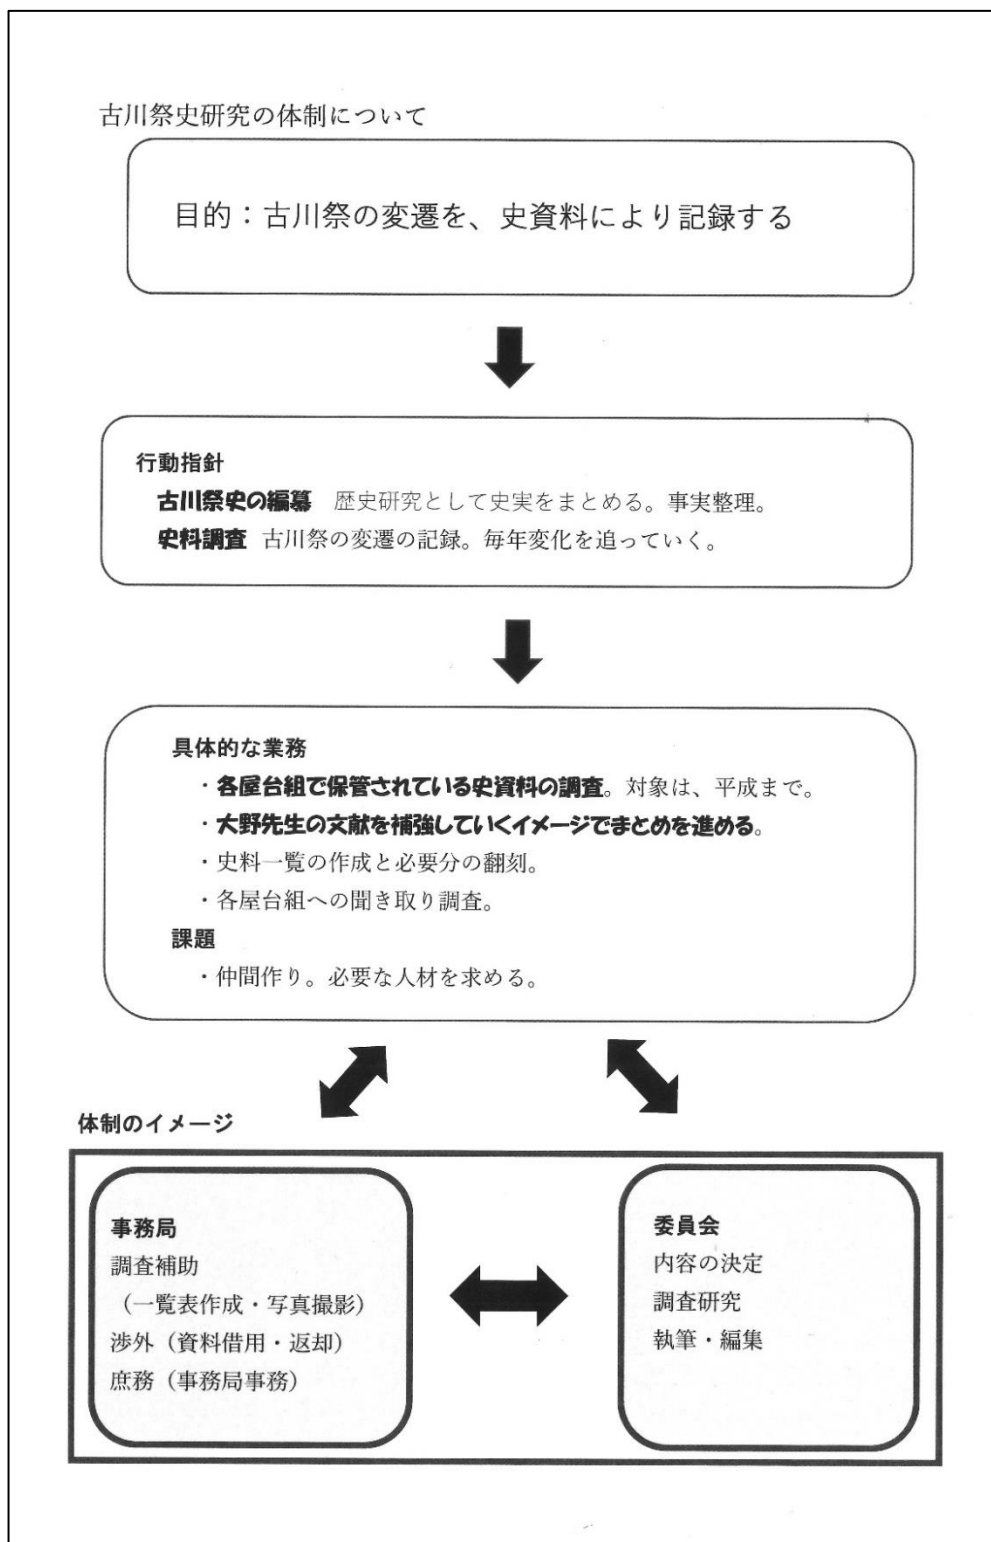 古川祭史研究の体制について
目的：古川祭の変遷を、史資料により記録する
行動指針
古川祭史の編纂　歴史研究として史実をまとめる。事実整理。
史料調査　古川祭の変遷の記録。毎年変化を追っていく。
具体的な業務
・各屋台組で保管されている史資料の調査。対象は、平成まで。
・大野先生の文献を補強していくイメージでまとめを進める。
・史料一覧の作成と必要分の翻刻。
・各屋台組への聞き取り調査。
課題
・仲間作り。必要な人材を求める。
体制のイメージ
事務局
調査補助
（一覧表作成・写真撮影）
渉外（資料借用・返却）
庶務（事務局事務）
委員会
内容の決定
調査研究
執筆・編集